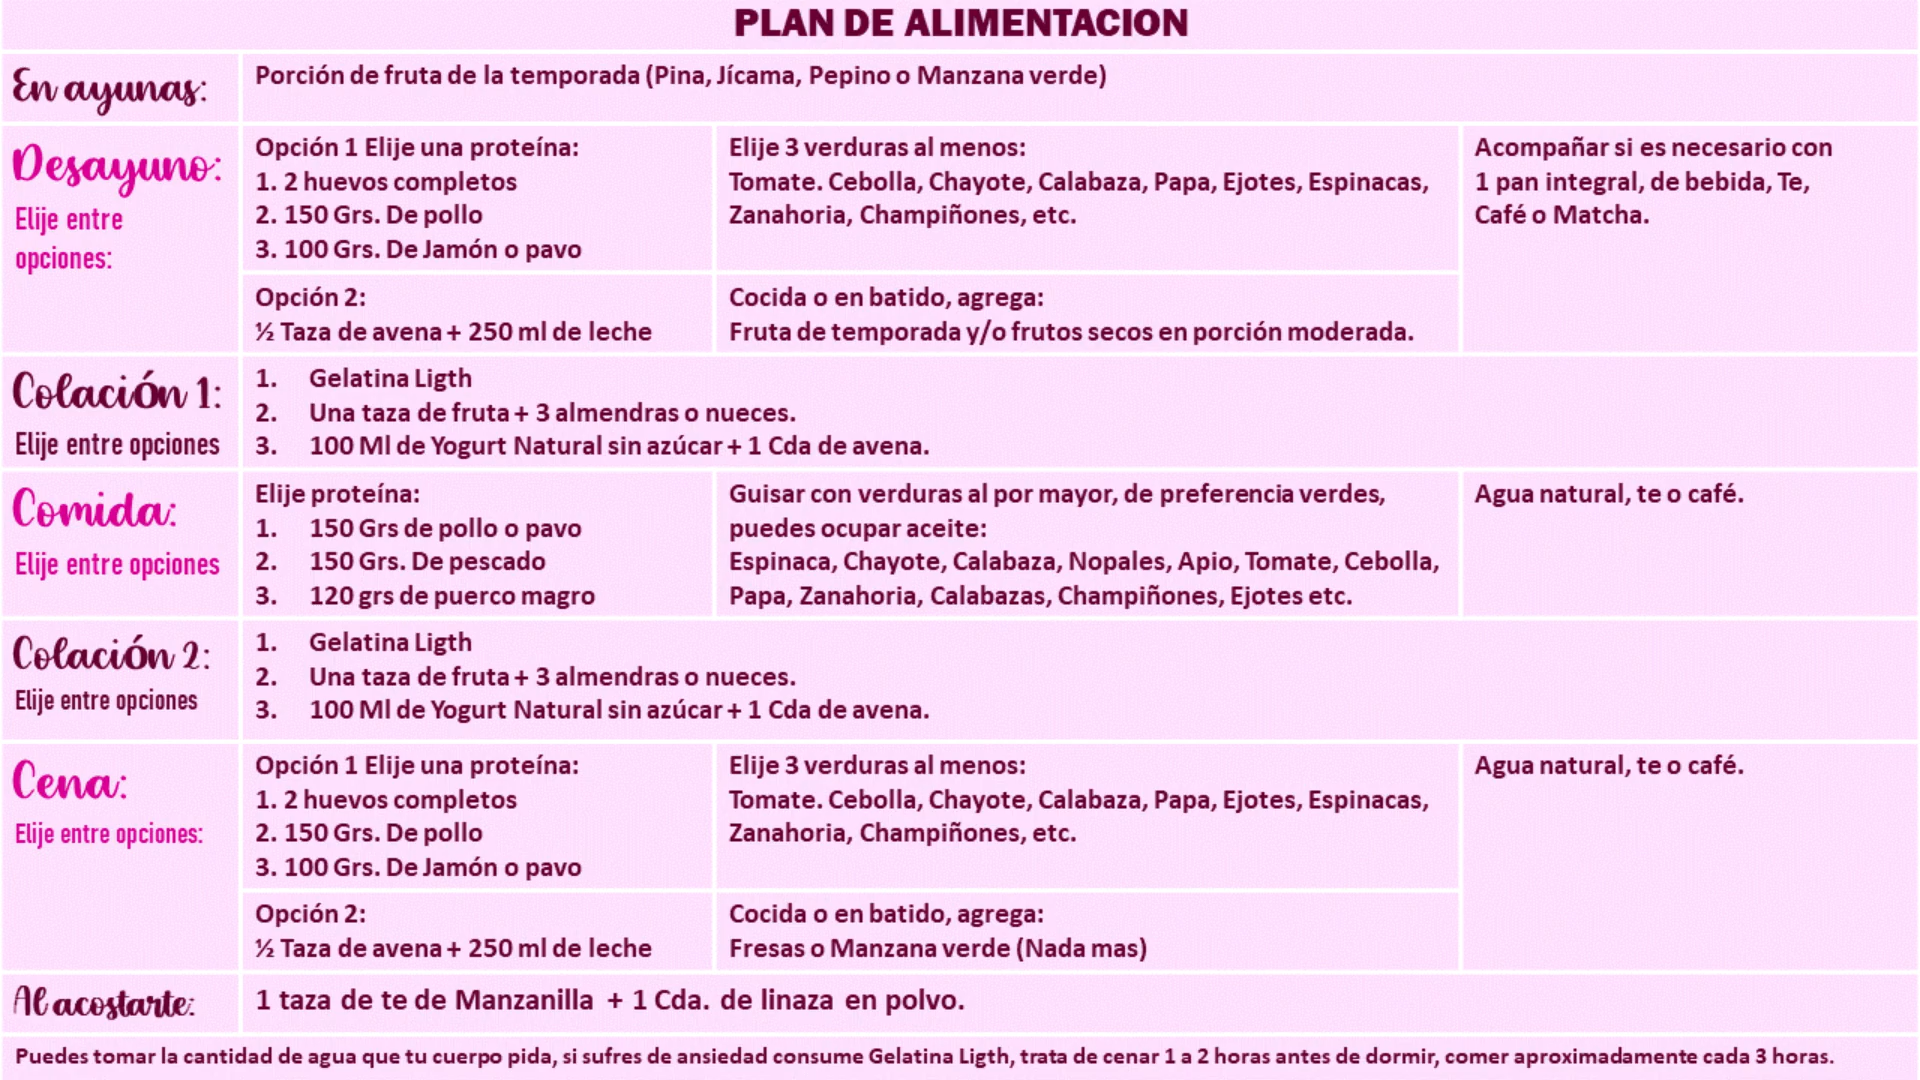 PLAN DE ALIMENTACION
En ayunas:
Porción de fruta de la temporada (Pina, Jícama, Pepino o Manzana verde)
Desayuno:
Elije entre
opciones:
Opción 1 Elije una proteína:
1. 2 huevos completos
2. 150 Grs. De pollo
3. 100 Grs. De Jamón o pavo
Elije 3 verduras al menos:
Tomate. Cebolla, Chayote, Calabaza, Papa, Ejotes, Espinacas,
Zanahoria, Champiñones, etc.
Acompañar si es necesario con
1 pan integral, de bebida, Te,
Café o Matcha.
Opción 2:
½ Taza de avena + 250 ml de leche
Cocida o en batido, agrega:
Fruta de temporada y/o frutos secos en porción moderada.
Colación 1:
Elije entre opciones
1. Gelatina Ligth
2. Una taza de fruta + 3 almendras o nueces.
3. 100 Ml de Yogurt Natural sin azúcar + 1 Cda de avena.
Comida:
Elije entre opciones
Elije proteína:
1. 150 Grs de pollo o pavo
2. 150 Grs. De pescado
3. 120 grs de puerco magro
Guisar con verduras al por mayor, de preferencia verdes,
puedes ocupar aceite:
Espinaca, Chayote, Calabaza, Nopales, Apio, Tomate, Cebolla,
Papa, Zanahoria, Calabazas, Champiñones, Ejotes etc.
Agua natural, te o café.
Colación 2:
Elije entre opciones
1. Gelatina Ligth
2. Una taza de fruta + 3 almendras o nueces.
3. 100 Ml de Yogurt Natural sin azúcar + 1 Cda de avena.
Cena:
Elije entre opciones:
Opción 1 Elije una proteína:
1. 2 huevos completos
2. 150 Grs. De pollo
3. 100 Grs. De Jamón o pavo
Elije 3 verduras al menos:
Tomate. Cebolla, Chayote, Calabaza, Papa, Ejotes, Espinacas,
Zanahoria, Champiñones, etc.
Agua natural, te o café.
Opción 2:
½ Taza de avena + 250 ml de leche
Cocida o en batido, agrega:
Fresas o Manzana verde (Nada mas)
Al acostarte:
1 taza de te de Manzanilla + 1 Cda. de linaza en polvo.
Puedes tomar la cantidad de agua que tu cuerpo pida, si sufres de ansiedad consume Gelatina Ligth, trata de cenar 1 a 2 horas antes de dormir, comer aproximadamente cada 3 horas.